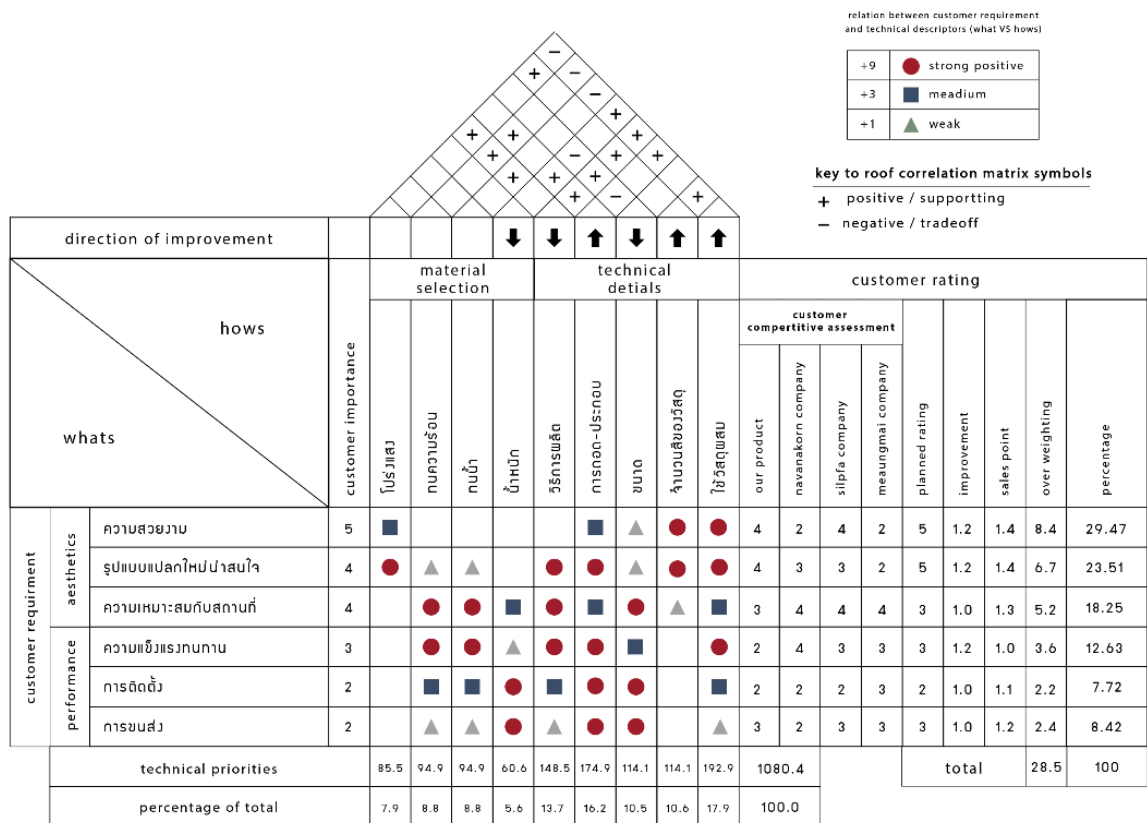 relation between customer requirement
and technical descriptors (what VS hows)
+9 strong positive
+3 meadium
+1 weak
key to roof correlation matrix symbols
+ positive / supportting
− negative / tradeoff
−
+ −
−
+
+ + + +
+ − + +
+ + +
+ − +
direction of improvement
material selection
technical detials
customer rating
customer
compertitive assessment
hows
whats
customer importance
โปร่งแสง
ทนความร้อน
ทนน้ำ
น้ำหนัก
วิธีการผลิต
การถอด-ประกอบ
ขนาด
จำนวนสีของวัสดุ
ใช้วัสดุผสม
our product
navanakorn company
silpfa company
meaungmai company
planned rating
improvement
sales point
over weighting
percentage
customer requirment
aesthetics
ความสวยงาม 5 4 2 4 2 5 1.2 1.4 8.4 29.47
รูปแบบแปลกใหม่น่าสนใจ 4 4 3 3 2 5 1.2 1.4 6.7 23.51
ความเหมาะสมกับสถานที่ 4 3 4 4 4 3 1.0 1.3 5.2 18.25
performance
ความแข็งแรงทนทาน 3 2 4 3 3 3 1.2 1.0 3.6 12.63
การติดตั้ง 2 2 2 2 3 2 1.0 1.1 2.2 7.72
การขนส่ง 2 3 2 3 3 3 1.0 1.2 2.4 8.42
technical priorities 85.5 94.9 94.9 60.6 148.5 174.9 114.1 114.1 192.9 1080.4 total 28.5 100
percentage of total 7.9 8.8 8.8 5.6 13.7 16.2 10.5 10.6 17.9 100.0